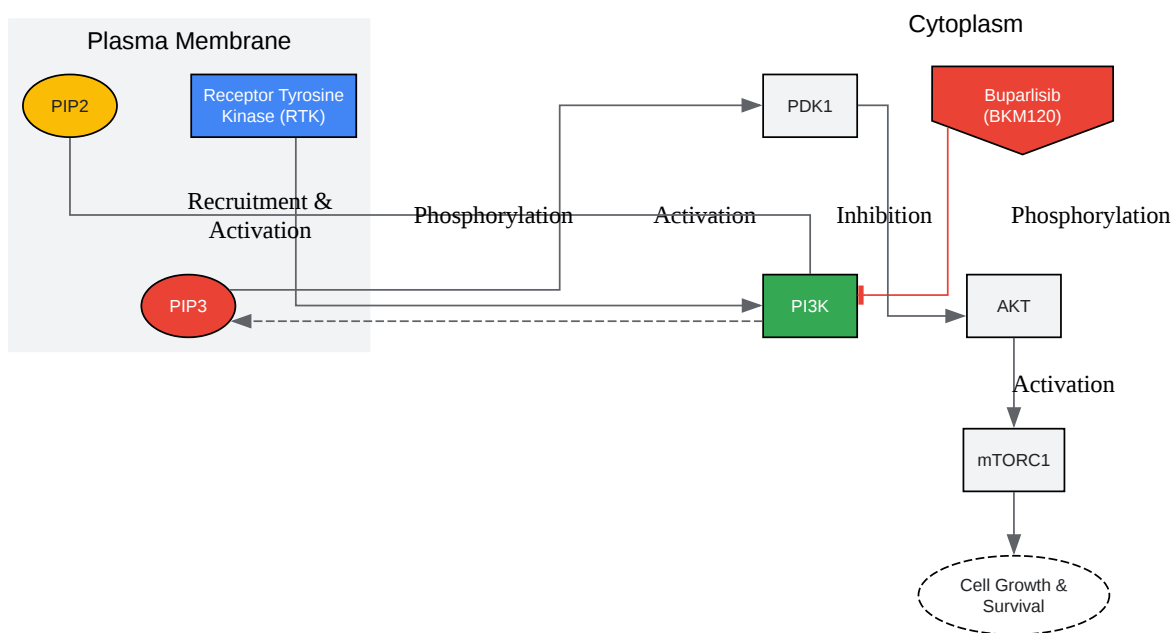 Cytoplasm
Plasma Membrane
PIP2
Receptor Tyrosine
Kinase (RTK)
PDK1
Buparlisib
(BKM120)
Recruitment &
Activation
Phosphorylation
Activation
Inhibition
Phosphorylation
PIP3
PI3K
AKT
Activation
mTORC1
Cell Growth &
Survival